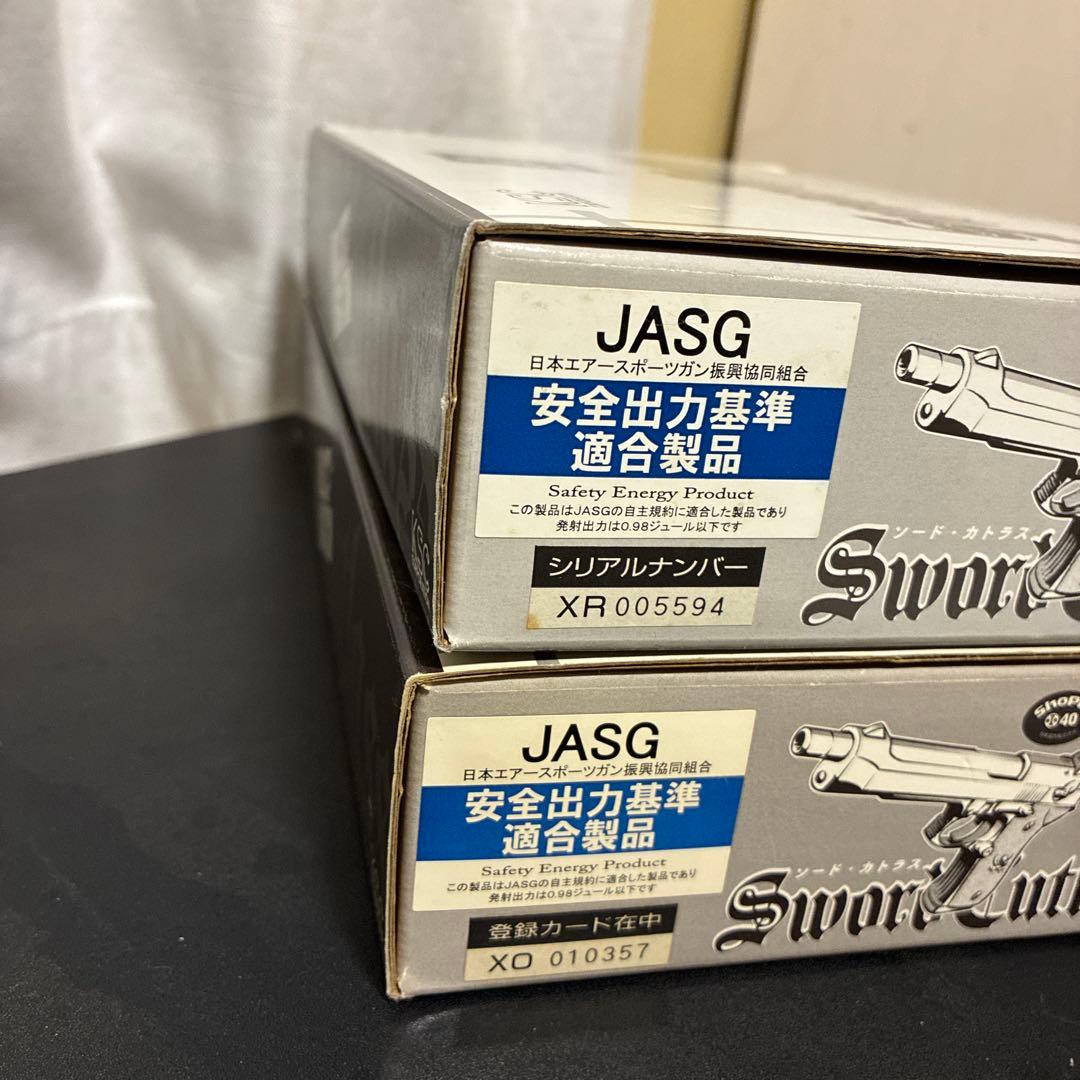 JASG
日本エアースポーツガン振興協同組合
安全出力基準
適合製品
Safety Energy Product
この製品はJASGの自主規約に適合した製品であり
発射出力は0.98ジュール以下です
シリアルナンバー
XR 005594
ソード・カトラス
Sword
JASG
日本エアースポーツガン振興協同組合
安全出力基準
適合製品
Safety Energy Product
この製品はJASGの自主規約に適合した製品であり
発射出力は0.98ジュール以下です
登録カード在中
XO 010357
40
ソード・カトラス
Sword Cutl